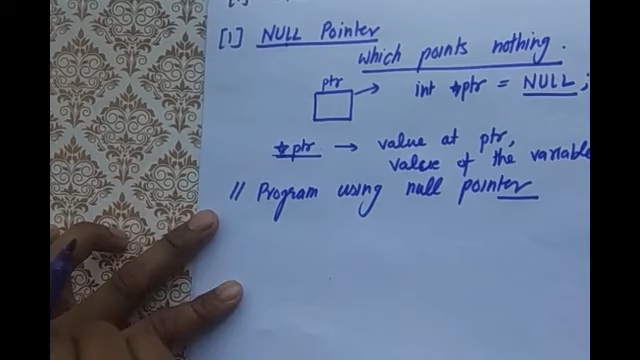 [1] NULL Pointer
which points nothing.
ptr
int *ptr = NULL;
*ptr → value at ptr,
value of the variable
// Program using null pointer